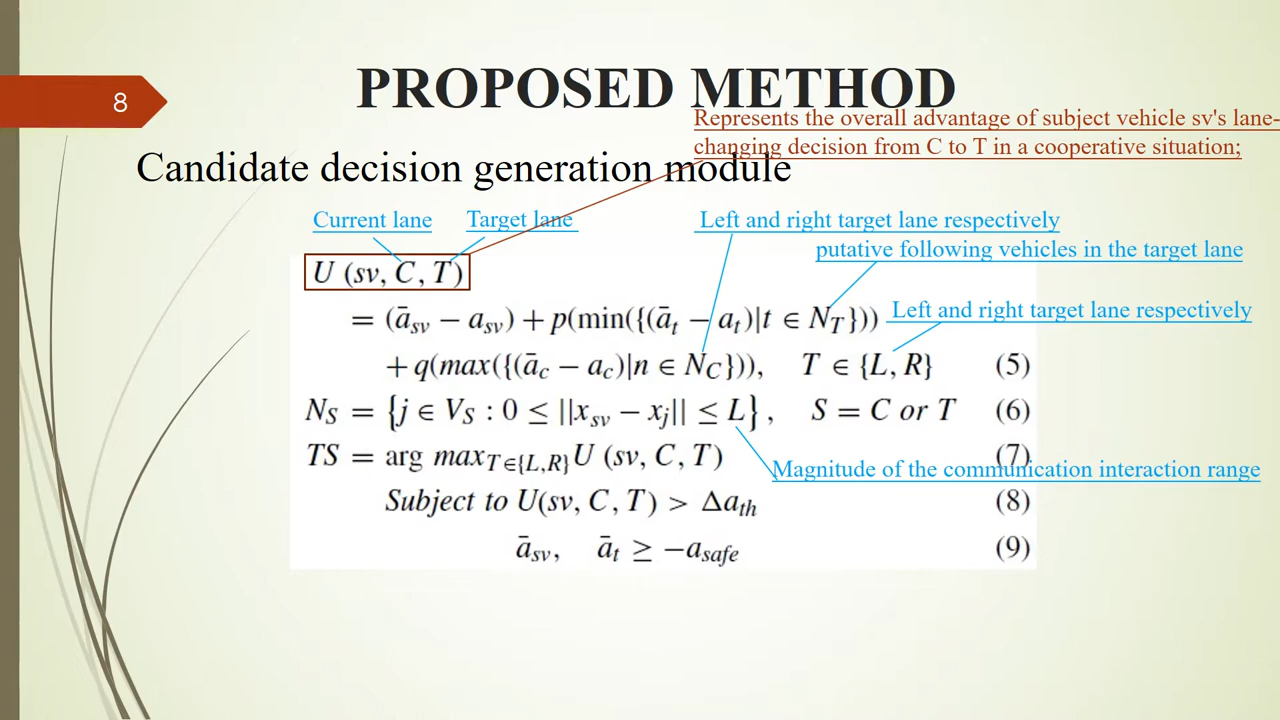 8
PROPOSED METHOD
Represents the overall advantage of subject vehicle sv's lane-
changing decision from C to T in a cooperative situation;
Candidate decision generation module
Current lane
Target lane
Left and right target lane respectively
putative following vehicles in the target lane
U (sv, C, T)
= (ā_sv − a_sv) + p(min({(ā_t − a_t)|t ∈ N_T}))
Left and right target lane respectively
+ q(max({(ā_c − a_c)|n ∈ N_C})), T ∈ {L, R} (5)
N_S = {j ∈ V_S : 0 ≤ ||x_sv − x_j|| ≤ L}, S = C or T (6)
TS = arg max_T∈{L,R} U (sv, C, T) (7)
Magnitude of the communication interaction range
Subject to U(sv, C, T) > Δa_th (8)
ā_sv, ā_t ≥ −a_safe (9)